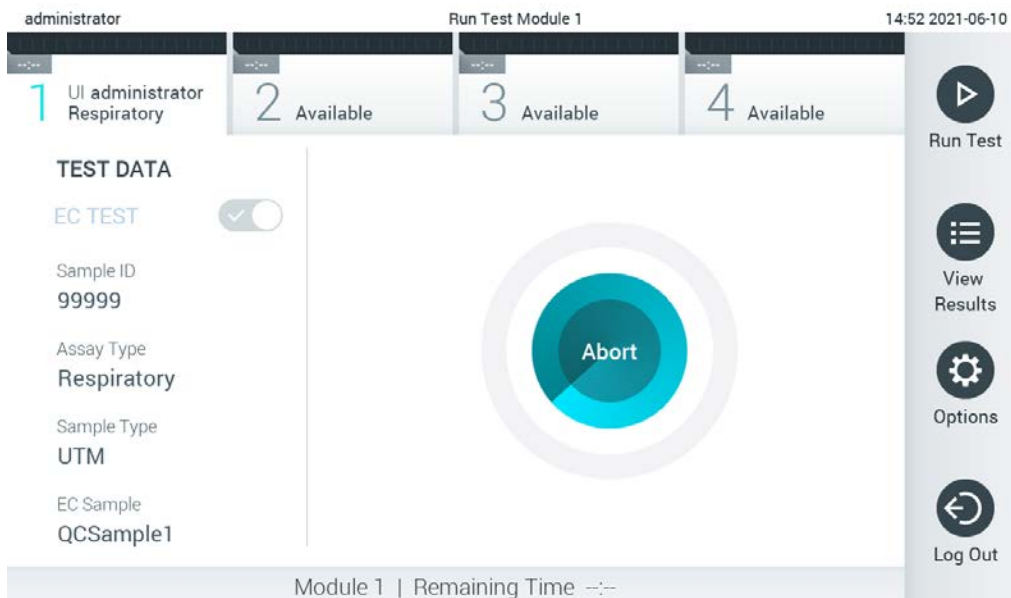 administrator
Run Test Module 1
14:52 2021-06-10
--:--
1
UI administrator
Respiratory
--:--
2
Available
--:--
3
Available
--:--
4
Available
TEST DATA
EC TEST
Sample ID
99999
Assay Type
Respiratory
Sample Type
UTM
EC Sample
QCSample1
Abort
Run Test
View
Results
Options
Log Out
Module 1 | Remaining Time --:--